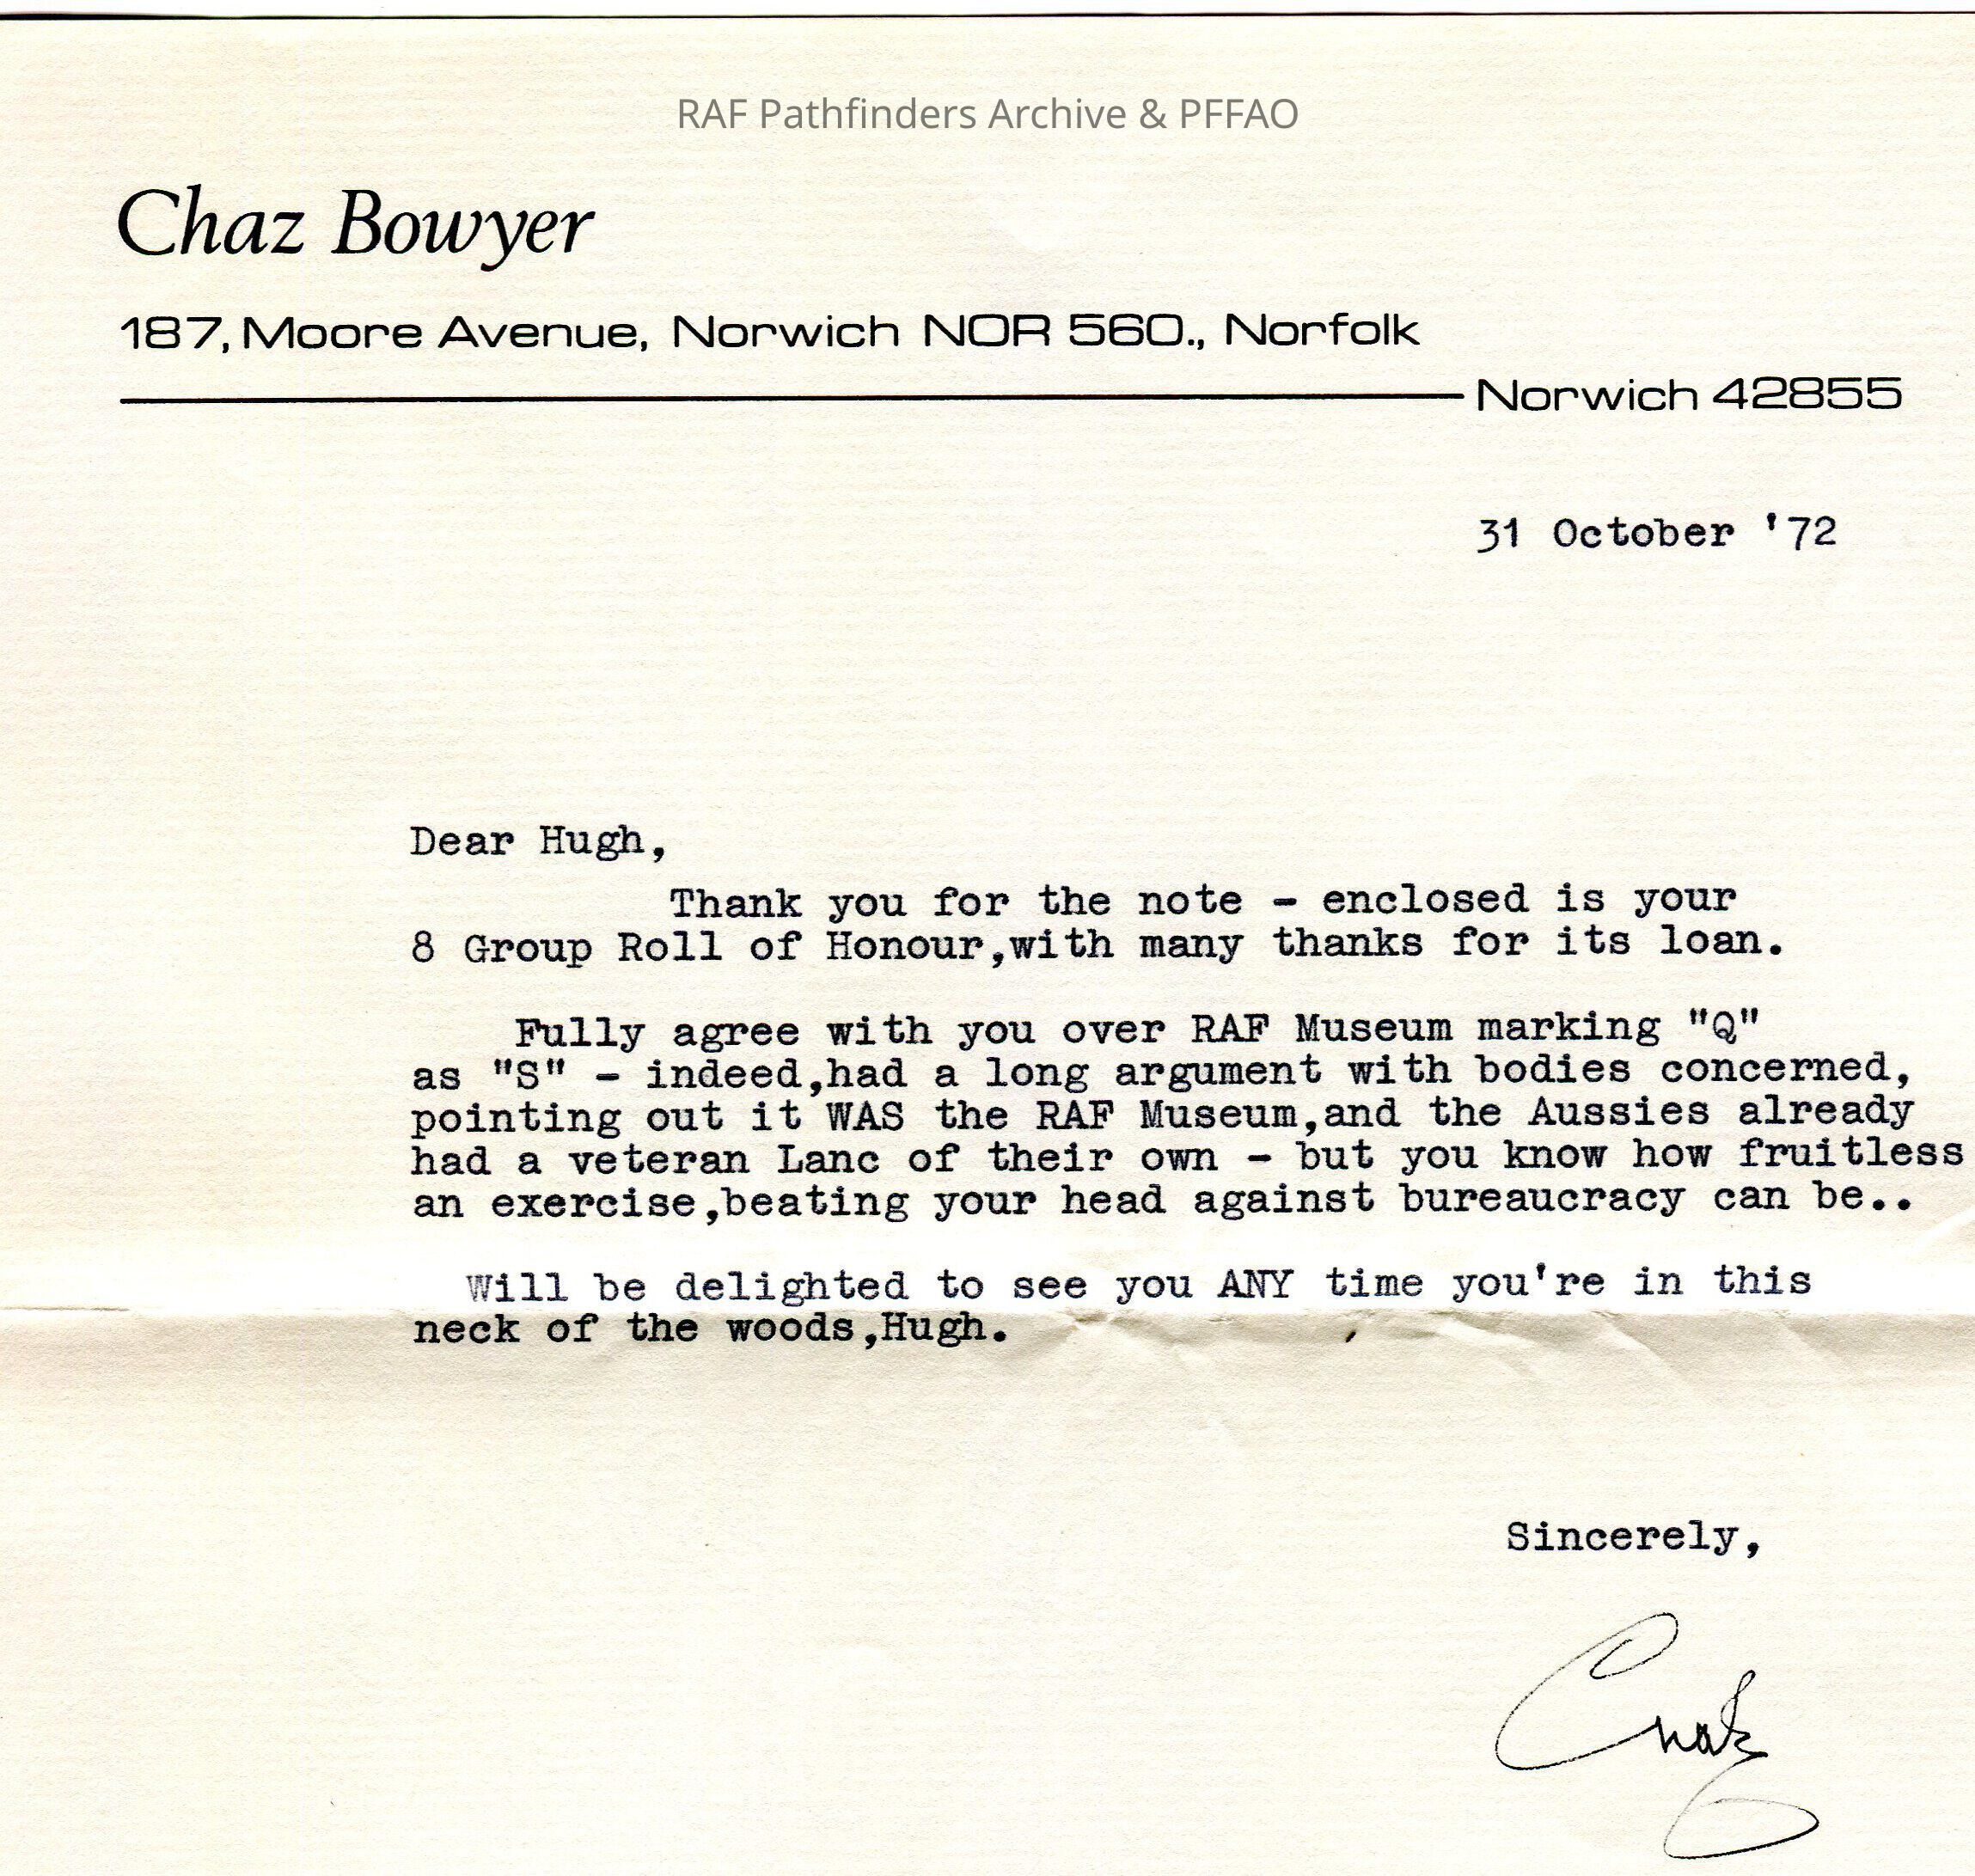 RAF Pathfinders Archive & PFFAO
Chaz Bowyer
187, Moore Avenue, Norwich NOR 560., Norfolk
Norwich 42855
31 October '72
Dear Hugh,
Thank you for the note - enclosed is your
8 Group Roll of Honour,with many thanks for its loan.
Fully agree with you over RAF Museum marking "Q"
as "S" - indeed,had a long argument with bodies concerned,
pointing out it WAS the RAF Museum,and the Aussies already
had a veteran Lanc of their own - but you know how fruitless
an exercise,beating your head against bureaucracy can be..
Will be delighted to see you ANY time you're in this
neck of the woods,Hugh.
Sincerely,
Chaz